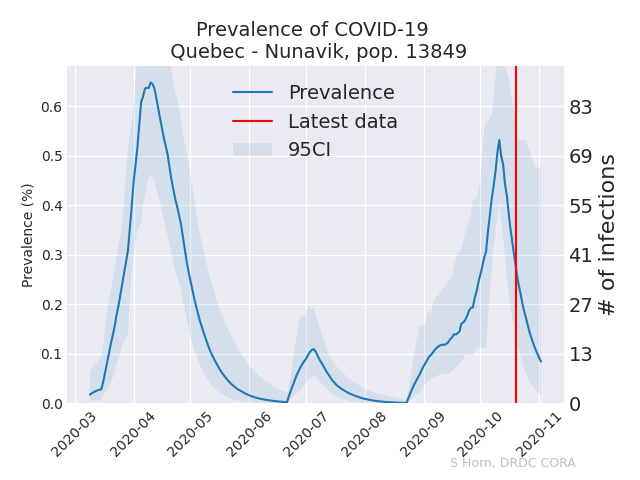 Prevalence of COVID-19
Quebec - Nunavik, pop. 13849
Prevalence
Latest data
95CI
Prevalence (%)
0.6
0.5
0.4
0.3
0.2
0.1
0.0
83
69
55
41
27
13
0
# of infections
2020-03
2020-04
2020-05
2020-06
2020-07
2020-08
2020-09
2020-10
2020-11
S Horn, DRDC CORA